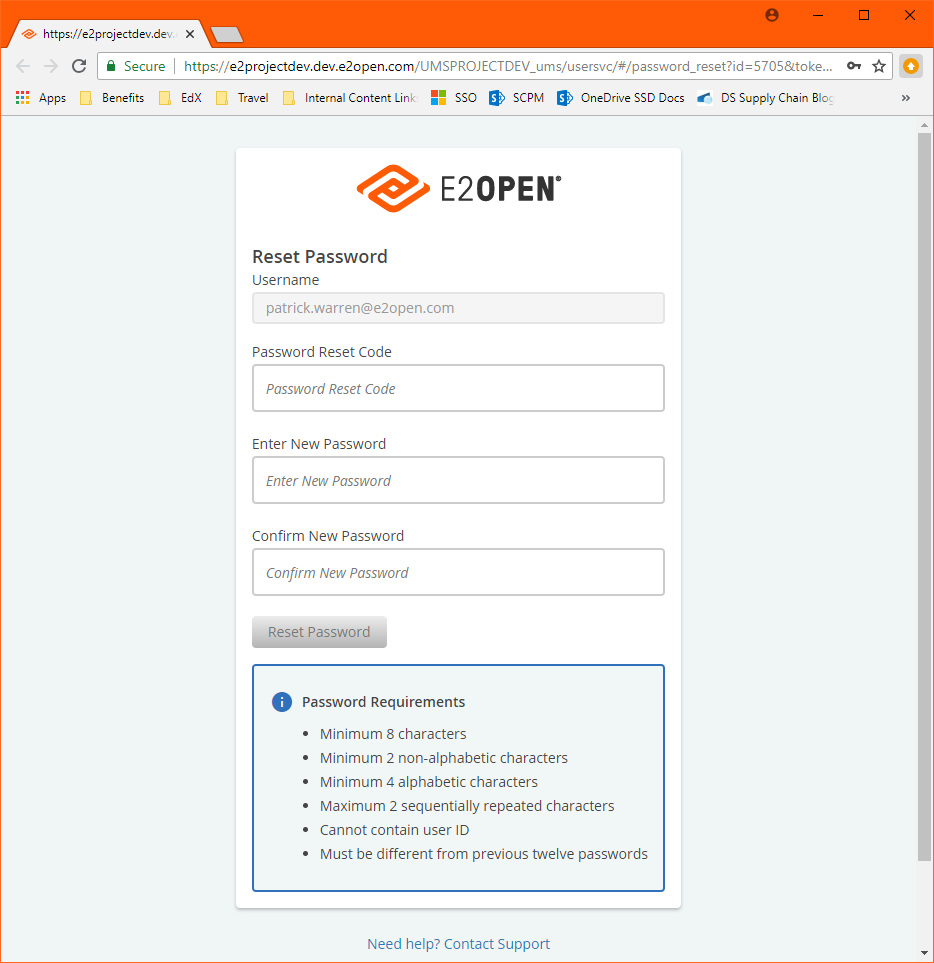 https://e2projectdev.dev.
Secure
https://e2projectdev.dev.e2open.com/UMSPROJECTDEV_ums/usersvc/#/password_reset?id=5705&toke...
Apps Benefits EdX Travel Internal Content Link SSO SCPM OneDrive SSD Docs DS Supply Chain Blog »
E2OPEN®
Reset Password
Username
patrick.warren@e2open.com
Password Reset Code
Password Reset Code
Enter New Password
Enter New Password
Confirm New Password
Confirm New Password
Reset Password
i Password Requirements
• Minimum 8 characters
• Minimum 2 non-alphabetic characters
• Minimum 4 alphabetic characters
• Maximum 2 sequentially repeated characters
• Cannot contain user ID
• Must be different from previous twelve passwords
Need help? Contact Support